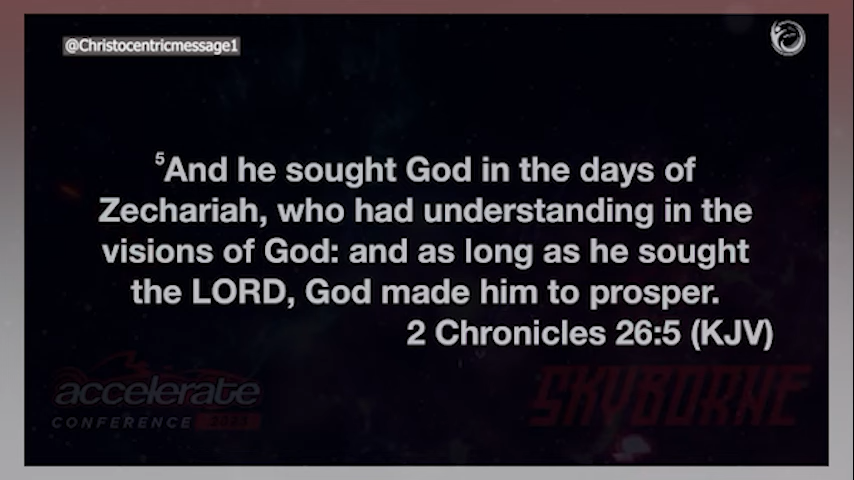 @Christocentricmessage1
⁵And he sought God in the days of
Zechariah, who had understanding in the
visions of God: and as long as he sought
the LORD, God made him to prosper.
2 Chronicles 26:5 (KJV)
accelerate
CONFERENCE 2023
SKYBORNE